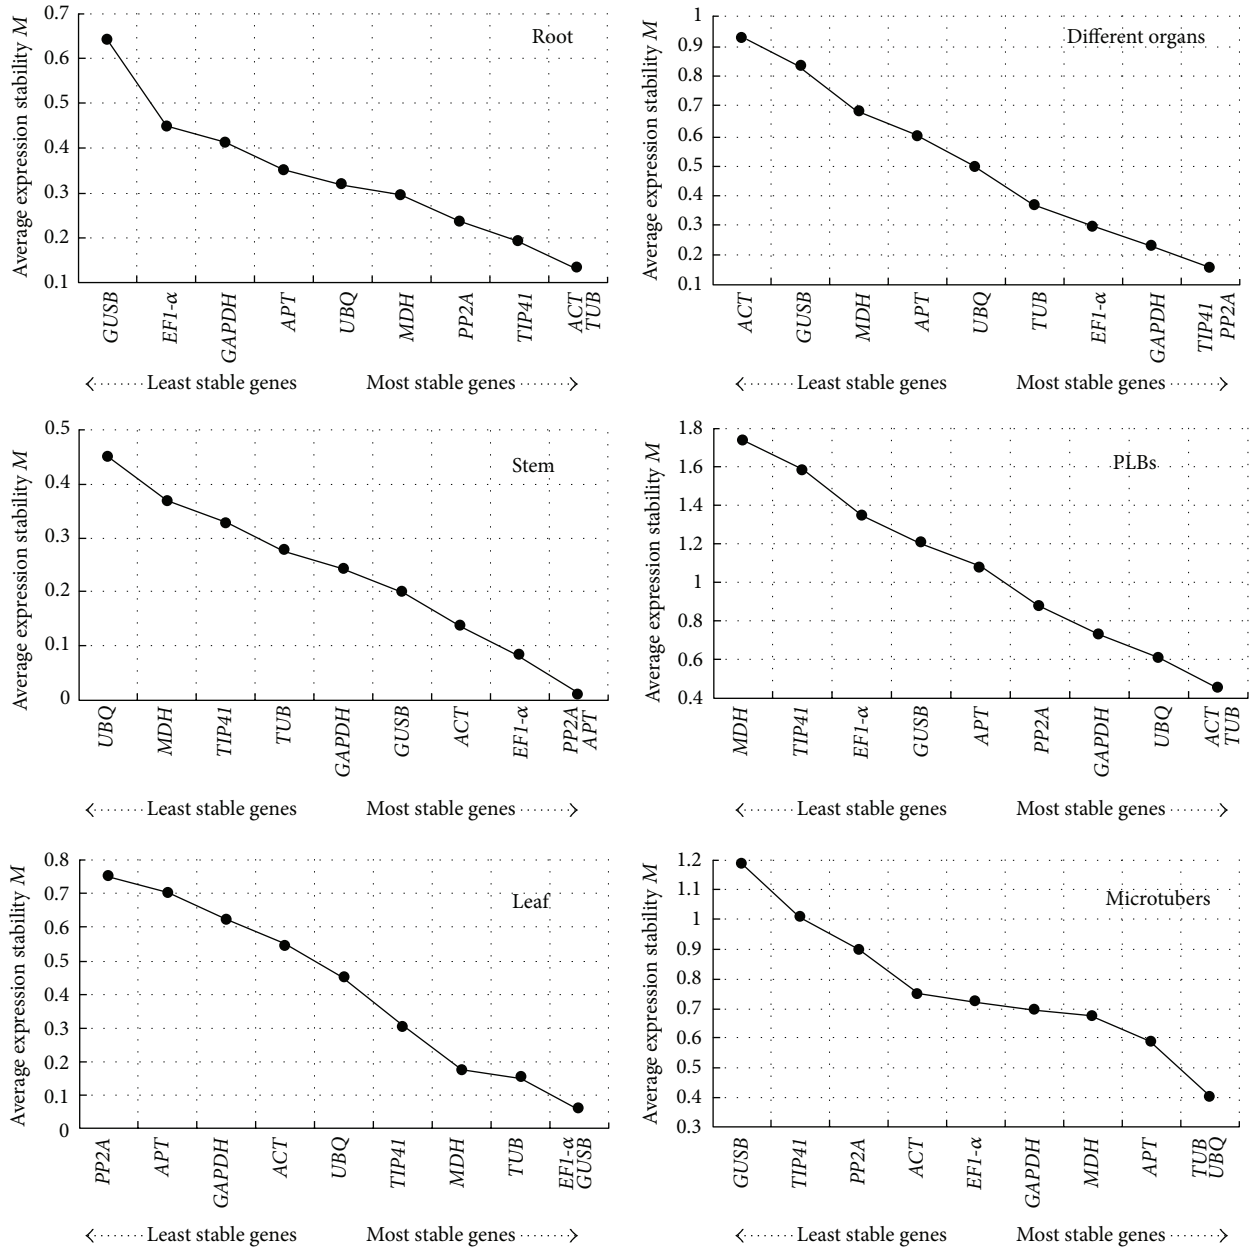 Root
Average expression stability M
0.7
0.6
0.5
0.4
0.3
0.2
0.1
GUSB
EF1-α
GAPDH
APT
UBQ
MDH
PP2A
TIP41
ACT
TUB
Least stable genes
Most stable genes
Different organs
Average expression stability M
1
0.9
0.8
0.7
0.6
0.5
0.4
0.3
0.2
0.1
ACT
GUSB
MDH
APT
UBQ
TUB
EF1-α
GAPDH
TIP41
PP2A
Least stable genes
Most stable genes
Stem
Average expression stability M
0.5
0.4
0.3
0.2
0.1
0
UBQ
MDH
TIP41
TUB
GAPDH
GUSB
ACT
EF1-α
PP2A
APT
Least stable genes
Most stable genes
PLBs
Average expression stability M
1.8
1.6
1.4
1.2
1
0.8
0.6
0.4
MDH
TIP41
EF1-α
GUSB
APT
PP2A
GAPDH
UBQ
ACT
TUB
Least stable genes
Most stable genes
Leaf
Average expression stability M
0.8
0.7
0.6
0.5
0.4
0.3
0.2
0.1
0
PP2A
APT
GAPDH
ACT
UBQ
TIP41
MDH
TUB
EF1-α
GUSB
Least stable genes
Most stable genes
Microtubers
Average expression stability M
1.2
1.1
1
0.9
0.8
0.7
0.6
0.5
0.4
0.3
GUSB
TIP41
PP2A
ACT
EF1-α
GAPDH
MDH
APT
TUB
UBQ
Least stable genes
Most stable genes